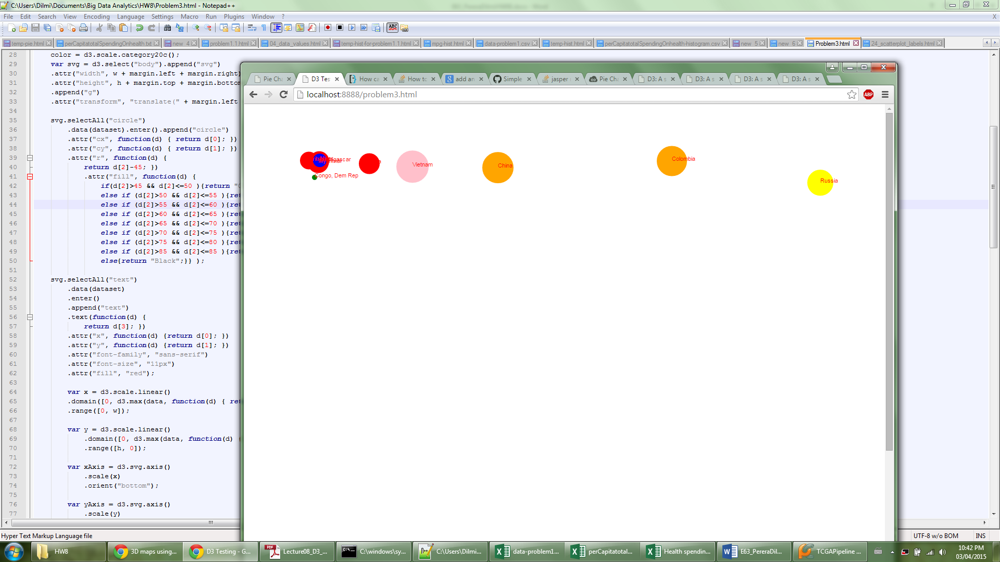 C:\Users\Dilmi\Documents\Big Data Analytics\HW8\Problem3.html - Notepad++
File Edit Search View Encoding Language Settings Macro Run Plugins Window ? X
temp-pie.html perCapitatotalSpendingOnhealth.txt new 4 problem1.1.html 04_data_values.html temp-hist-for-problem1.1.html mpg-hist.html data-problem1.csv temp-hist.html perCapitatotalSpendingOnhealth-histogram.csv new 5 new 6 Problem3.html 24_scatterplot_labels.html
28 color = d3.scale.category20c();
29 var svg = d3.select("body").append("svg")
30 .attr("width", w + margin.left + margin.right)
31 .attr("height", h + margin.top + margin.bottom
32 .append("g")
33 .attr("transform", "translate(" + margin.left
34
35 svg.selectAll("circle")
36 .data(dataset).enter().append("circle")
37 .attr("cx", function(d) { return d[0]; })
38 .attr("cy", function(d) { return d[1]; })
39 .attr("r", function(d) {
40 return d[2]-45; })
41 .attr("fill", function(d) {
42 if(d[2]>45 && d[2]<=50 ){return "
43 else if (d[2]>50 && d[2]<=55 ){ret
44 else if (d[2]>55 && d[2]<=60 ){ret
45 else if (d[2]>60 && d[2]<=65 ){ret
46 else if (d[2]>65 && d[2]<=70 ){ret
47 else if (d[2]>70 && d[2]<=75 ){ret
48 else if (d[2]>75 && d[2]<=80 ){ret
49 else if (d[2]>85 && d[2]<=85 ){ret
50 else{return "Black";}} );
51
52 svg.selectAll("text")
53 .data(dataset)
54 .enter()
55 .append("text")
56 .text(function(d) {
57 return d[3]; })
58 .attr("x", function(d) {return d[0]; })
59 .attr("y", function(d) {return d[1]; })
60 .attr("font-family", "sans-serif")
61 .attr("font-size", "11px")
62 .attr("fill", "red");
63
64 var x = d3.scale.linear()
65 .domain([0, d3.max(data, function(d) { ret
66 .range([0, w]);
67
68 var y = d3.scale.linear()
69 .domain([0, d3.max(data, function(d) {
70 .range([h, 0]);
71
72 var xAxis = d3.svg.axis()
73 .scale(x)
74 .orient("bottom");
75
76 var yAxis = d3.svg.axis()
77 .scale(y)
Hyper Text Markup Language file
UTF-8 w/o BOM INS
Pie Cha D3 Tes How ca How to add an Simple jasper Pie Cha D3: A s D3: A s D3: A s D3: A s
localhost:8888/problem3.html
ABP
Vietnam
China
Colombia
Russia
Congo, Dem Rep
HW8 3D maps using... D3 Testing - G... Lecture08_D3_... C:\windows\sy... C:\Users\Dilmi... data-problem1... perCapitatotal... Health spendin... E63_PereraDil... TCGAPipeline ...
10:42 PM
03/04/2015